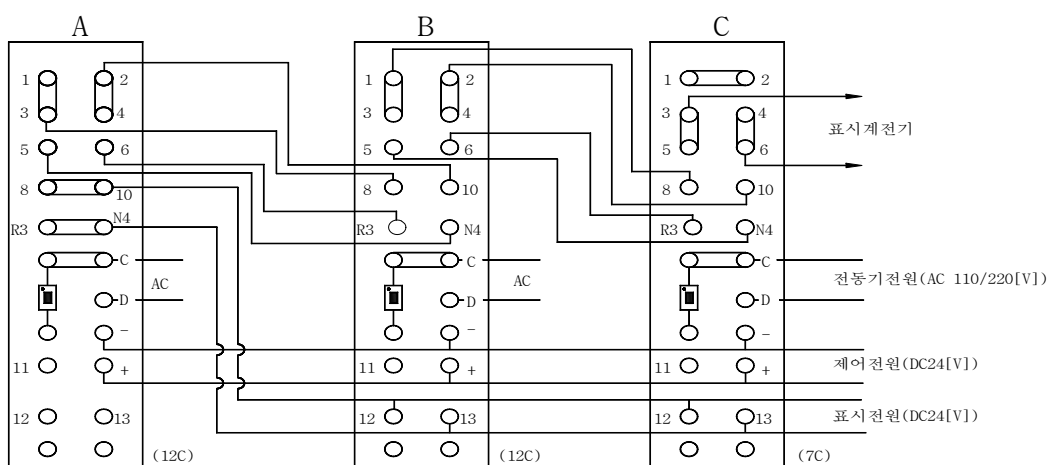 A B C
1 2 1 2 1 2
3 4 3 4 3 4
표시계전기
5 6 5 6 5 6
8 10 8 10 8 10
R3 N4 R3 N4 R3 N4
C AC C AC C 전동기전원(AC 110/220[V])
D D D
- - -
11 + 11 + 11 + 제어전원(DC24[V])
12 13 12 13 12 13 표시전원(DC24[V])
(12C) (12C) (7C)